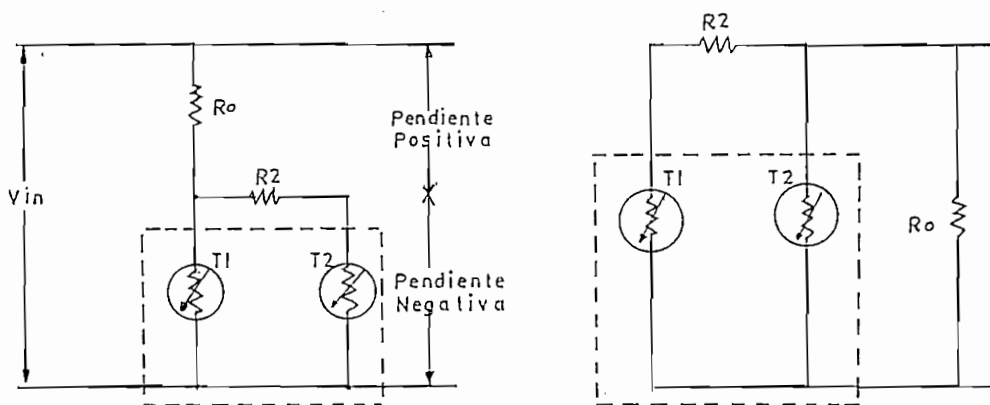 Vin
Ro
R2
T1
T2
Pendiente
Positiva
Pendiente
Negativa
R2
T1
T2
Ro